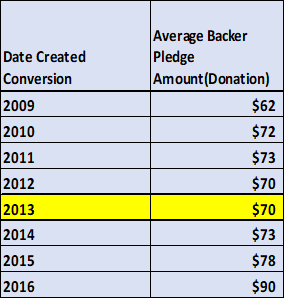 Date Created
Conversion
Average Backer
Pledge
Amount(Donation)
2009 $62
2010 $72
2011 $73
2012 $70
2013 $70
2014 $73
2015 $78
2016 $90